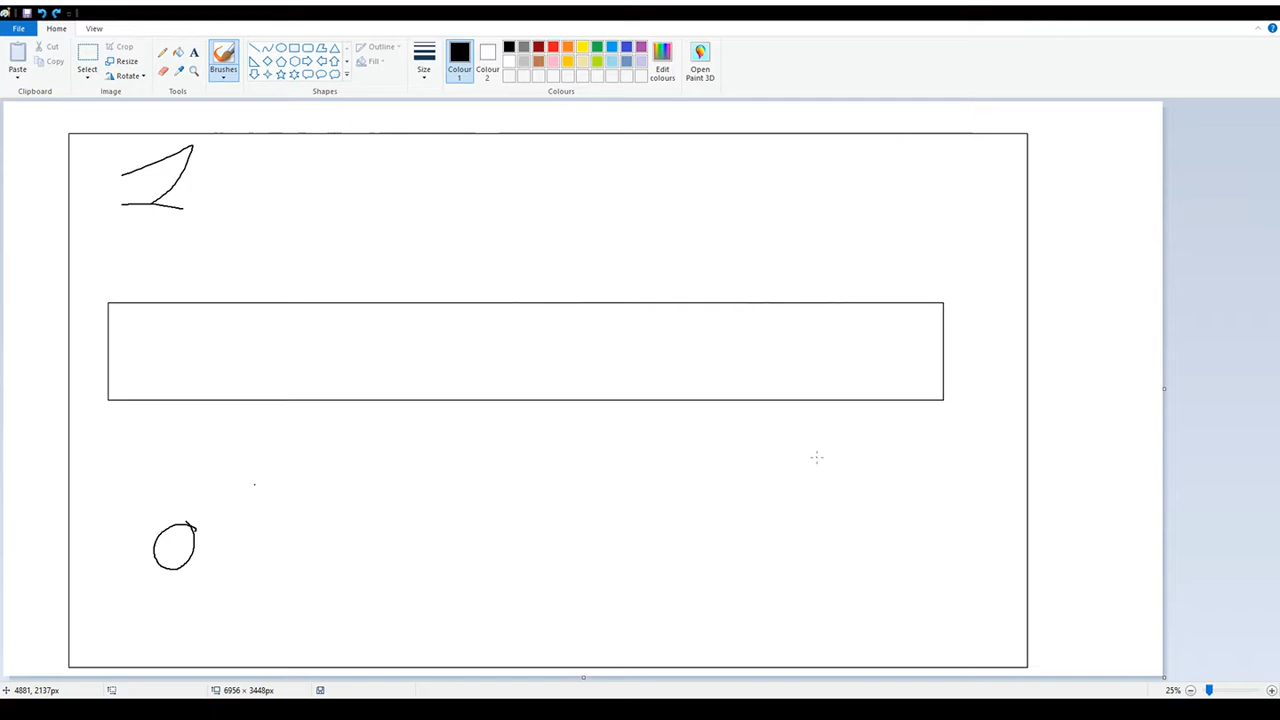 File Home View
Paste Cut Copy Clipboard
Select Crop Resize Rotate Image
Tools
Outline Fill Shapes
Brushes
Size
Colour 1 Colour 2 Edit colours Colours
Open Paint 3D
1
0
4881, 2137px 6956 × 3448px 25%